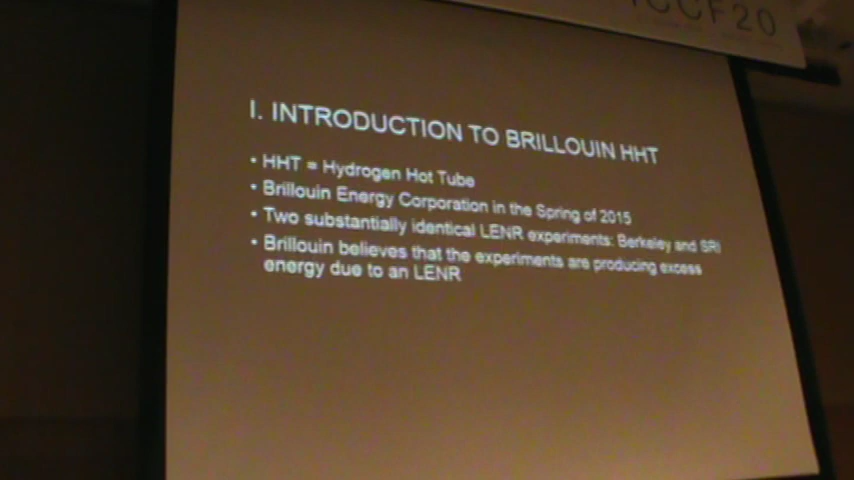 ICCF20
I. INTRODUCTION TO BRILLOUIN HHT
• HHT = Hydrogen Hot Tube
• Brillouin Energy Corporation in the Spring of 2015
• Two substantially identical LENR experiments: Berkeley and SRI
• Brillouin believes that the experiments are producing excess
energy due to an LENR